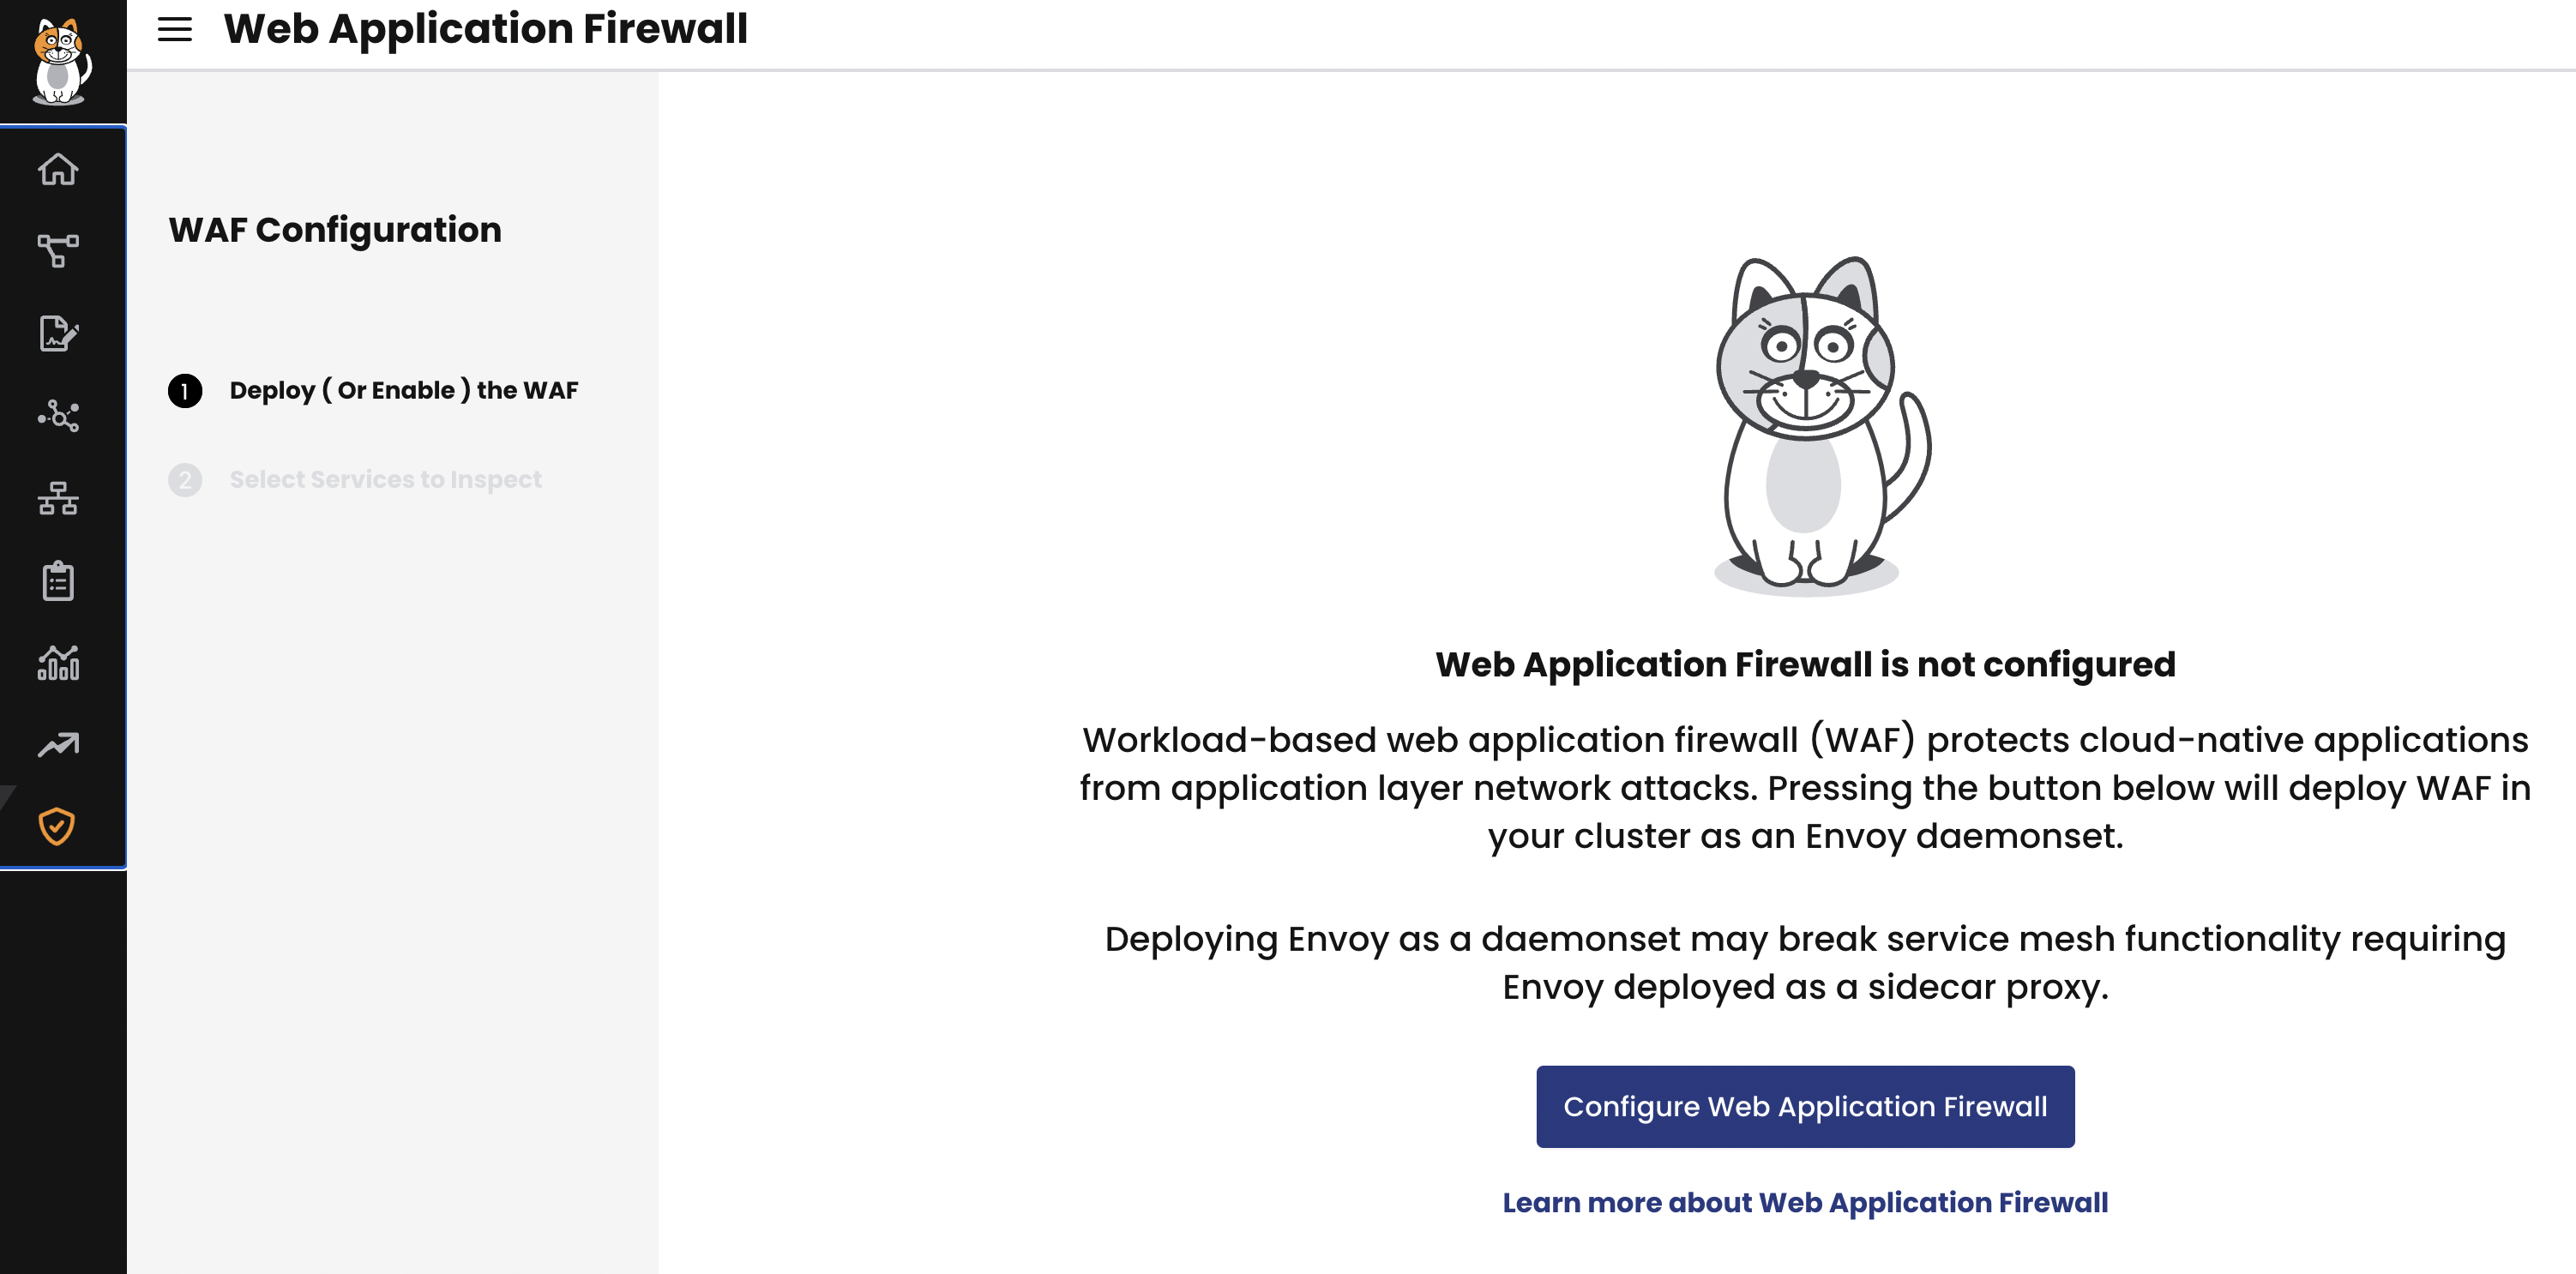 Web Application Firewall
WAF Configuration
1 Deploy ( Or Enable ) the WAF
2 Select Services to Inspect
Web Application Firewall is not configured
Workload-based web application firewall (WAF) protects cloud-native applications
from application layer network attacks. Pressing the button below will deploy WAF in
your cluster as an Envoy daemonset.
Deploying Envoy as a daemonset may break service mesh functionality requiring
Envoy deployed as a sidecar proxy.
Configure Web Application Firewall
Learn more about Web Application Firewall